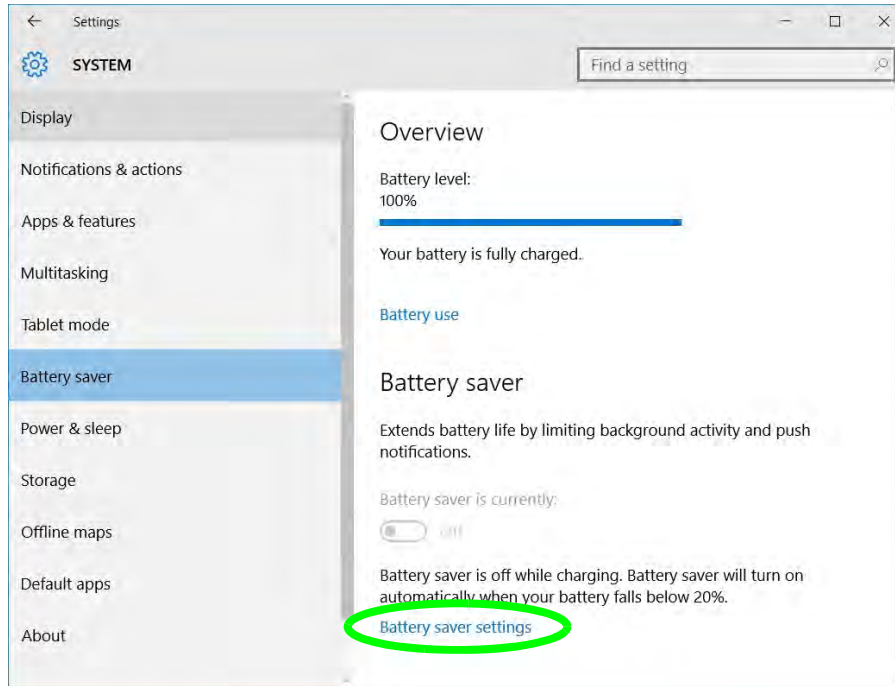 Settings
SYSTEM
Find a setting
Display
Notifications & actions
Apps & features
Multitasking
Tablet mode
Battery saver
Power & sleep
Storage
Offline maps
Default apps
About
Overview
Battery level:
100%
Your battery is fully charged.
Battery use
Battery saver
Extends battery life by limiting background activity and push
notifications.
Battery saver is currently:
Off
Battery saver is off while charging. Battery saver will turn on
automatically when your battery falls below 20%.
Battery saver settings